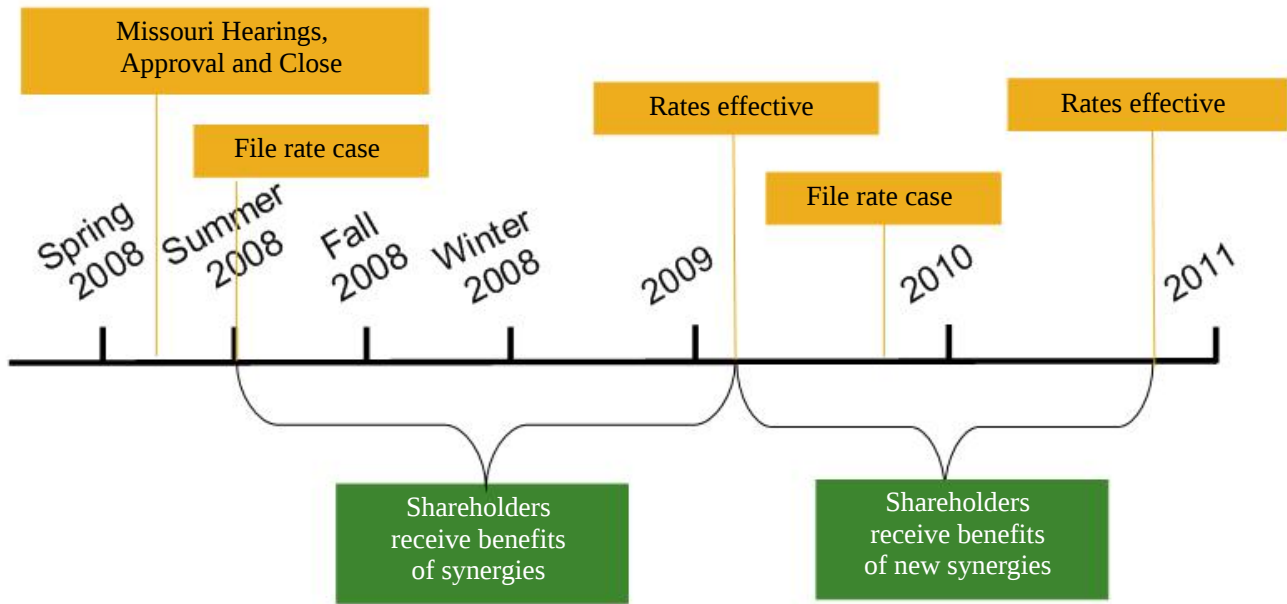 Missouri Hearings,
Approval and Close
Rates effective
Rates effective
File rate case
File rate case
Spring
2008
Summer
2008
Fall
2008
Winter
2008
2009
2010
2011
Shareholders
receive benefits
of synergies
Shareholders
receive benefits
of new synergies